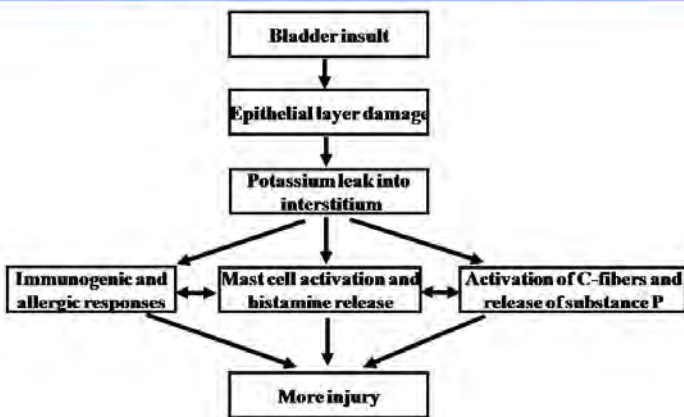 Bladder insult
Epithelial layer damage
Potassium leak into
interstitium
Immunogenic and
allergic responses
Mast cell activation and
histamine release
Activation of C-fibers and
release of substance P
More injury